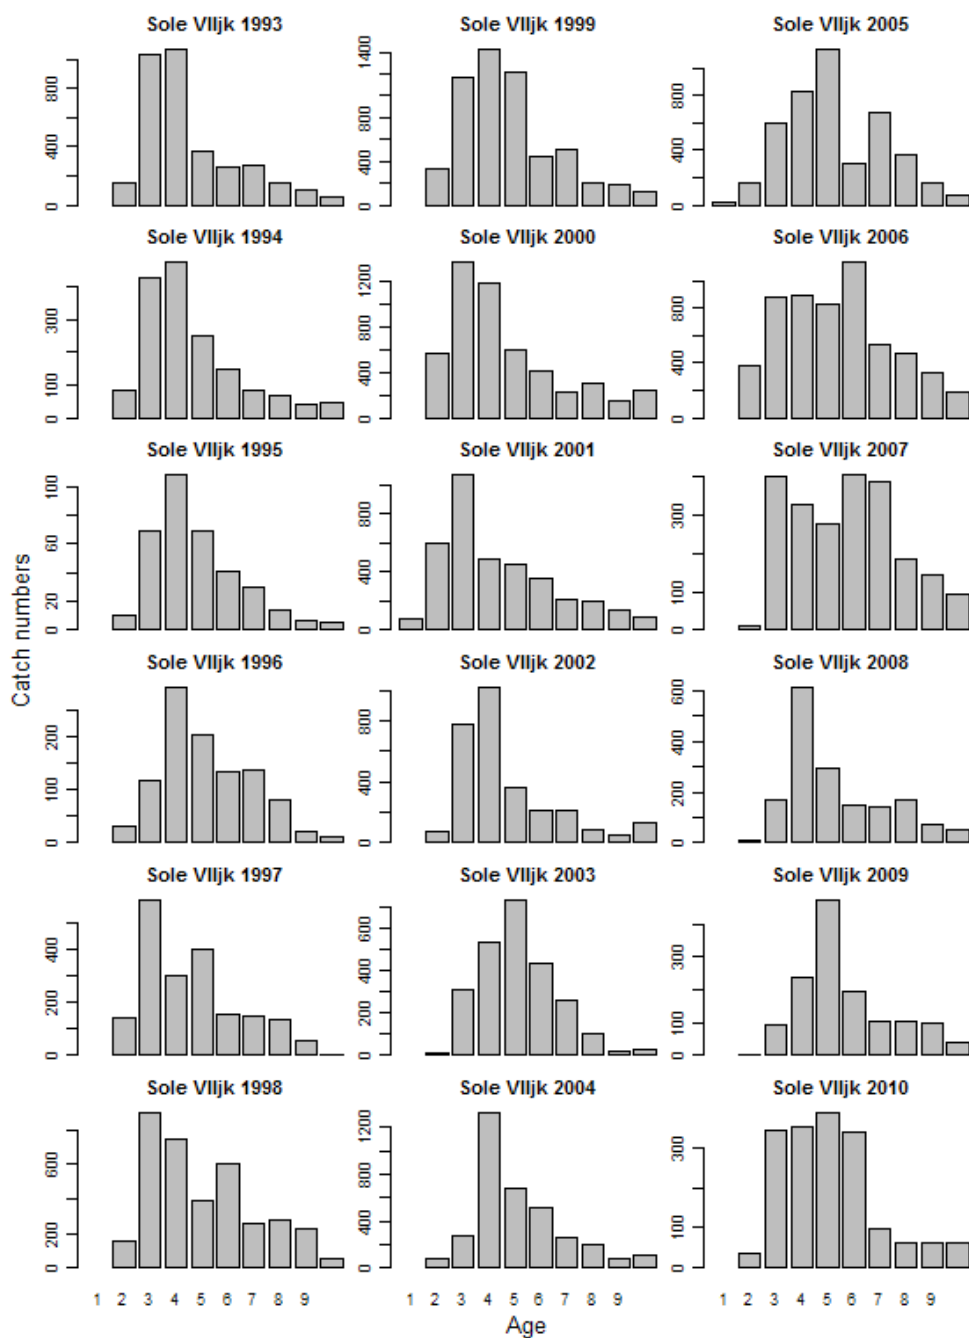 Sole VIIjk 1993 Sole VIIjk 1999 Sole VIIjk 2005
0 400 800 0 400 800 1400 0 400 800
Sole VIIjk 1994 Sole VIIjk 2000 Sole VIIjk 2006
0 100 300 0 400 1200 0 400 800
Sole VIIjk 1995 Sole VIIjk 2001 Sole VIIjk 2007
0 20 60 100 0 400 800 0 100 300
Catch numbers
Sole VIIjk 1996 Sole VIIjk 2002 Sole VIIjk 2008
0 100 200 0 400 800 0 200 400 600
Sole VIIjk 1997 Sole VIIjk 2003 Sole VIIjk 2009
0 200 400 0 200 400 600 0 100 300
Sole VIIjk 1998 Sole VIIjk 2004 Sole VIIjk 2010
0 200 600 0 400 800 1200 0 100 300
1 2 3 4 5 6 7 8 9 1 2 3 4 5 6 7 8 9 1 2 3 4 5 6 7 8 9
Age